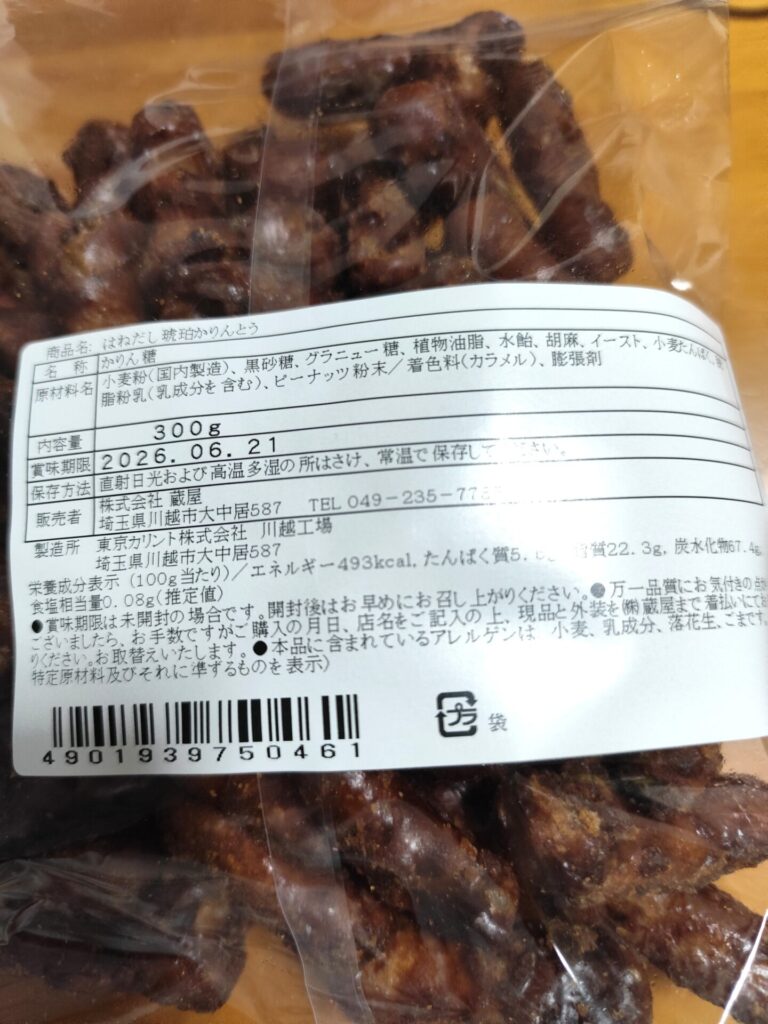 商品名: はねだし琥珀かりんとう
名　称　かりん糖
原材料名　小麦粉(国内製造)、黒砂糖、グラニュー糖、植物油脂、水飴、胡麻、イースト、小麦たんぱく、
脂粉乳(乳成分を含む)、ピーナッツ粉末／着色料(カラメル)、膨張剤
内容量　300g
賞味期限　2026.06.21
保存方法　直射日光および高温多湿の所はさけ、常温で保存して ださい。
販売者　株式会社 蔵屋
埼玉県川越市大中居587　TEL 049-235-77
製造所　東京カリント株式会社　川越工場
埼玉県川越市大中居587
栄養成分表示(100g当たり)／エネルギー493kcal, たんぱく質5. 質22.3g, 炭水化物67.4g,
食塩相当量0.08g(推定値)
●賞味期限は未開封の場合です。開封後はお早めにお召し上がりください。●万一品質にお気付きの
ございましたら、お手数ですがご購入の月日、店名をご記入の上、現品と外装を㈱蔵屋まで着払いにてお
りください。お取替えいたします。●本品に含まれているアレルゲンは 小麦、乳成分、落花生、ごまです。
特定原材料及びそれに準ずるものを表示)
4901939750461
プラ
袋